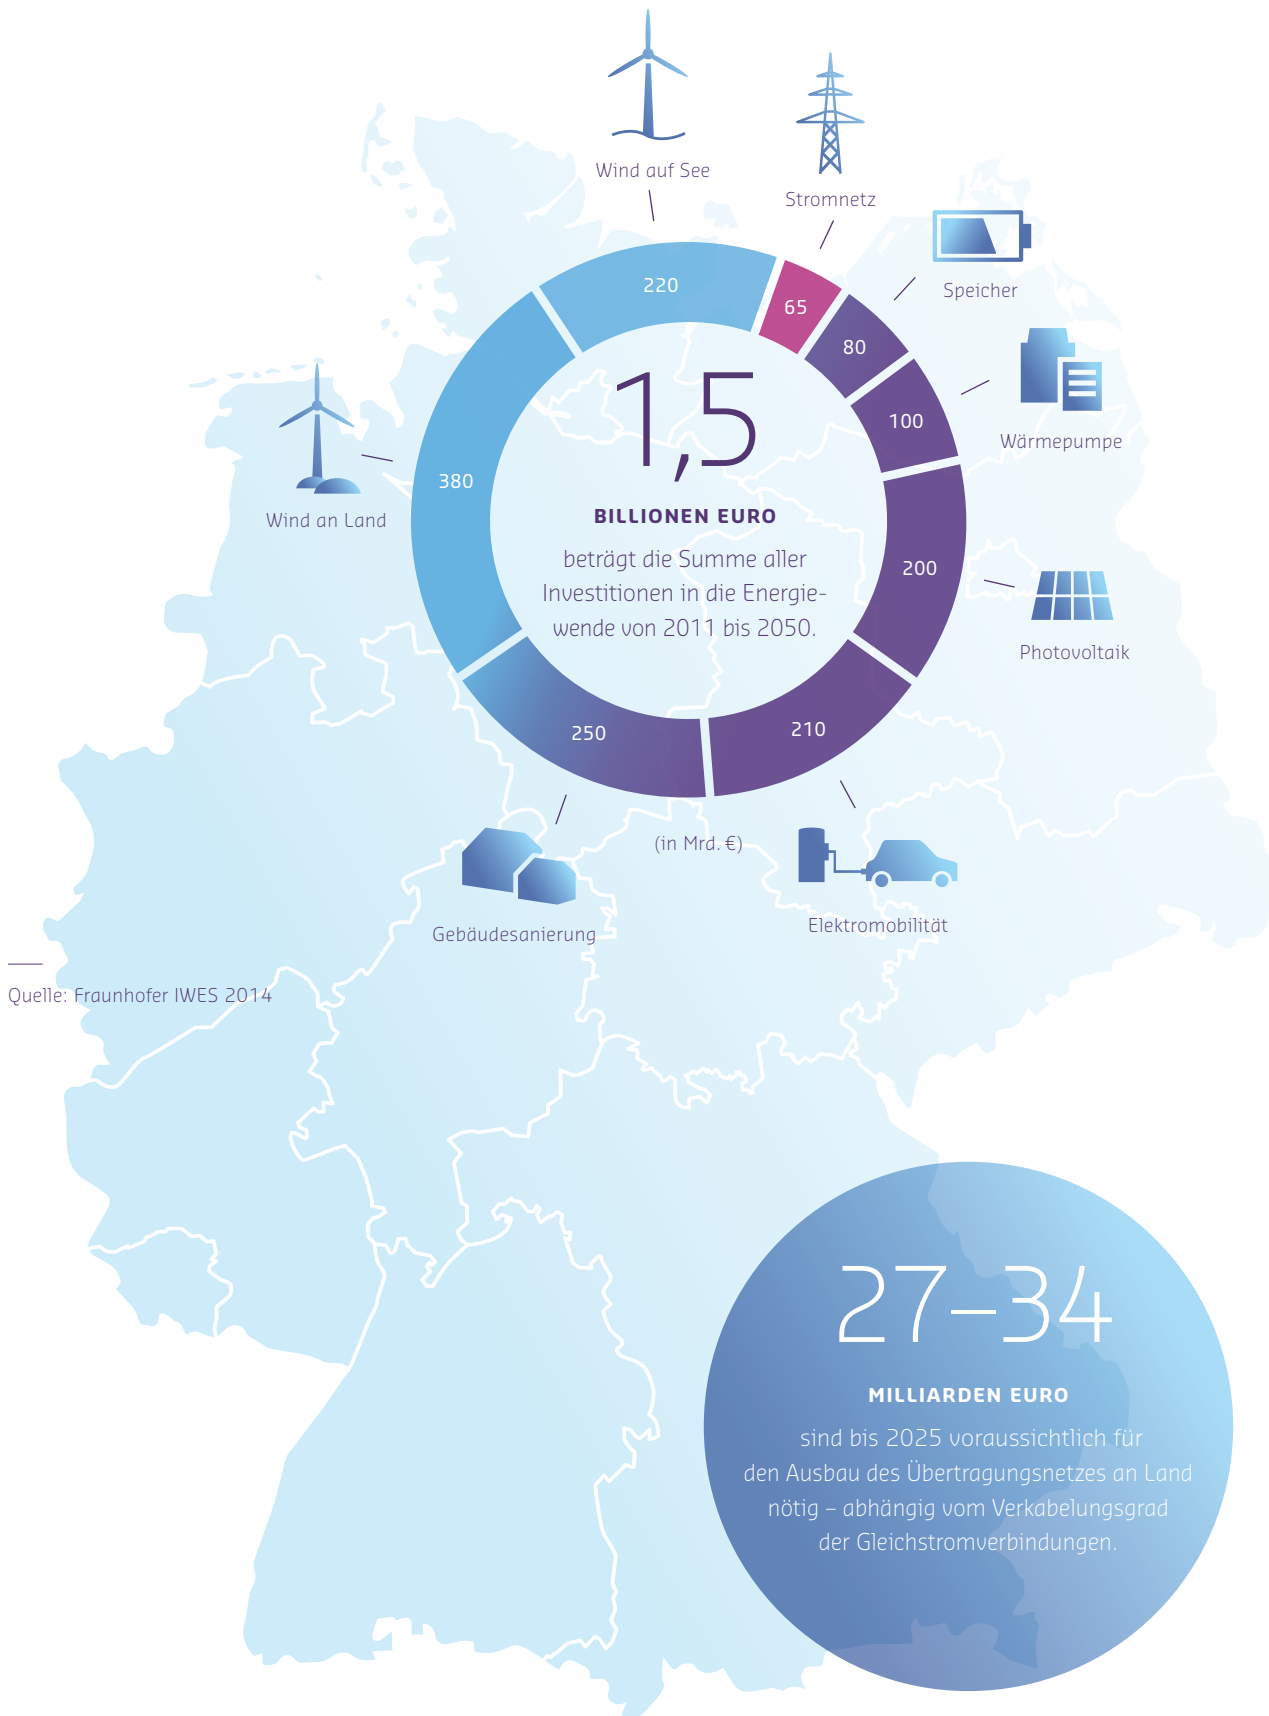 Wind auf See
Stromnetz
Speicher
Wärmepumpe
Photovoltaik
Elektromobilität
Gebäudesanierung
Wind an Land
220
65
80
100
200
210
250
380
1,5
BILLIONEN EURO
beträgt die Summe aller
Investitionen in die Energie-
wende von 2011 bis 2050.
(in Mrd. €)
Quelle: Fraunhofer IWES 2014
27–34
MILLIARDEN EURO
sind bis 2025 voraussichtlich für
den Ausbau des Übertragungsnetzes an Land
nötig – abhängig vom Verkabelungsgrad
der Gleichstromverbindungen.